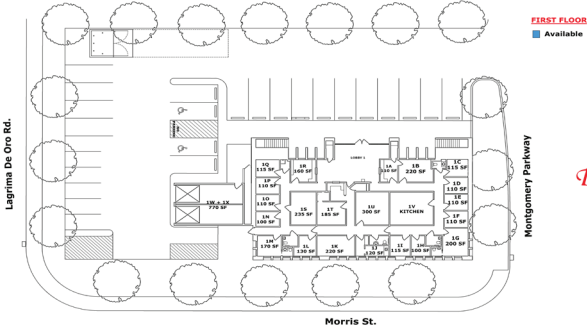 FIRST FLOOR
Available
Lagrima De Oro Rd.
Montgomery Parkway
Morris St.
NO PARKING
LOBBY 1
1Q
115 SF
1R
160 SF
1A
110 SF
1B
220 SF
1C
115 SF
1P
110 SF
1D
110 SF
1W + 1X
770 SF
1O
110 SF
1S
235 SF
1T
185 SF
1U
300 SF
1V
KITCHEN
1E
110 SF
1N
100 SF
1F
110 SF
1M
170 SF
1L
130 SF
1K
220 SF
1J
120 SF
1I
115 SF
1H
100 SF
1G
200 SF